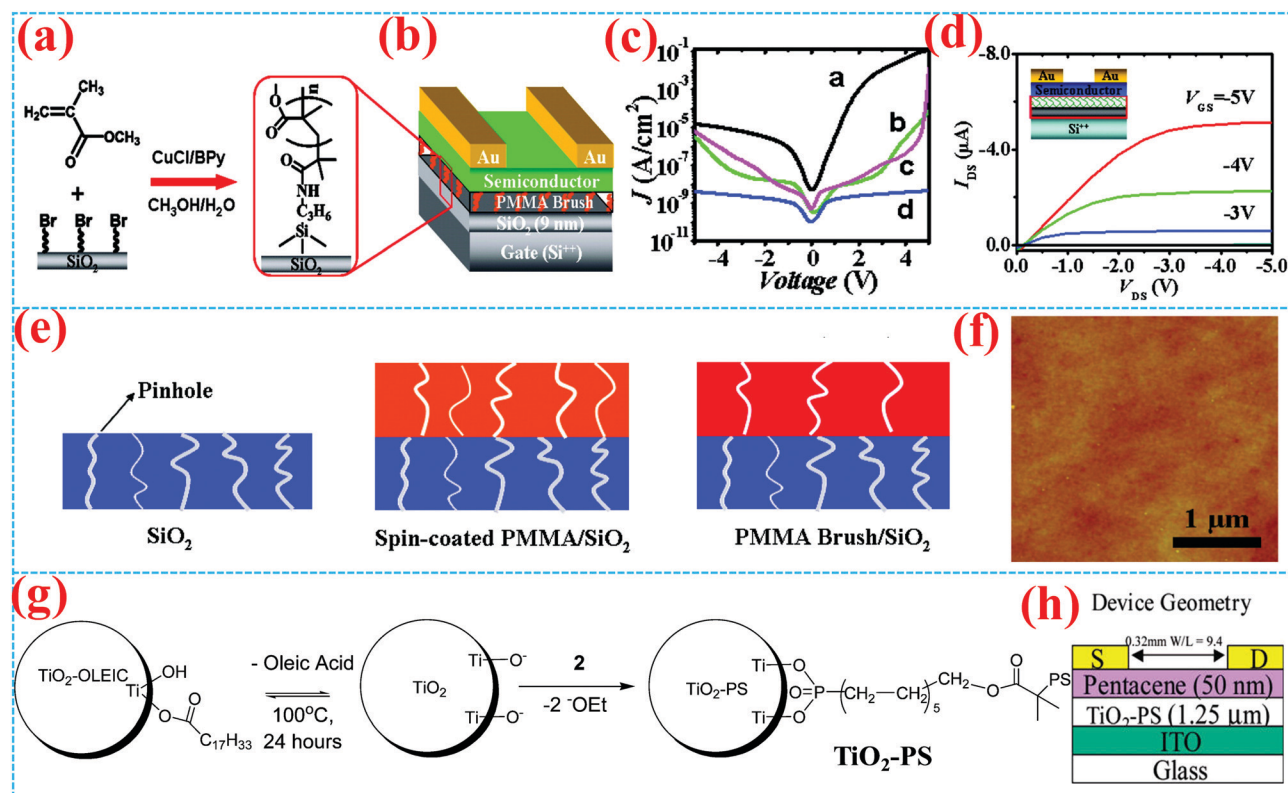 (a)
H₂C
CH₃
O
OCH₃
+
Br Br Br
SiO₂
CuCl/BPy
CH₃OH/H₂O
n
O
O
O
NH
C₃H₆
Si
SiO₂
(b)
Au
Au
Semiconductor
PMMA Brush
SiO₂ (9 nm)
Gate (Si⁺⁺)
(c)
J (A/cm²)
10⁻¹
10⁻³
10⁻⁵
10⁻⁷
10⁻⁹
10⁻¹¹
a
b
c
d
-4 -2 0 2 4
Voltage (V)
(d)
I_DS (μA)
-8.0
-4.0
0.0
Au
Au
Semiconductor
Si⁺⁺
V_GS=-5V
-4V
-3V
0.0 -1.0 -2.0 -3.0 -4.0 -5.0
V_DS (V)
(e)
Pinhole
SiO₂
Spin-coated PMMA/SiO₂
PMMA Brush/SiO₂
(f)
1 μm
(g)
TiO₂-OLEIC
Ti
OH
O
O
C₁₇H₃₃
- Oleic Acid
100°C,
24 hours
TiO₂
Ti—O⁻
Ti—O⁻
2
-2 ⁻OEt
TiO₂-PS
Ti
O
O=P—CH₂—(CH₂—CH₂)₅—CH₂O
O
Ti
O
PS
TiO₂-PS
(h)
Device Geometry
0.32mm W/L = 9.4
S
D
Pentacene (50 nm)
TiO₂-PS (1.25 μm)
ITO
Glass